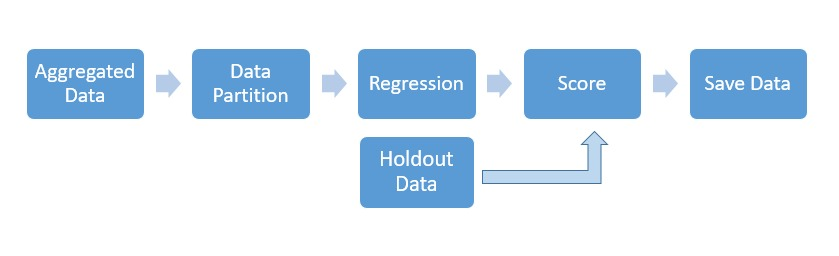 Aggregated
Data
Data
Partition
Regression
Score
Save Data
Holdout
Data